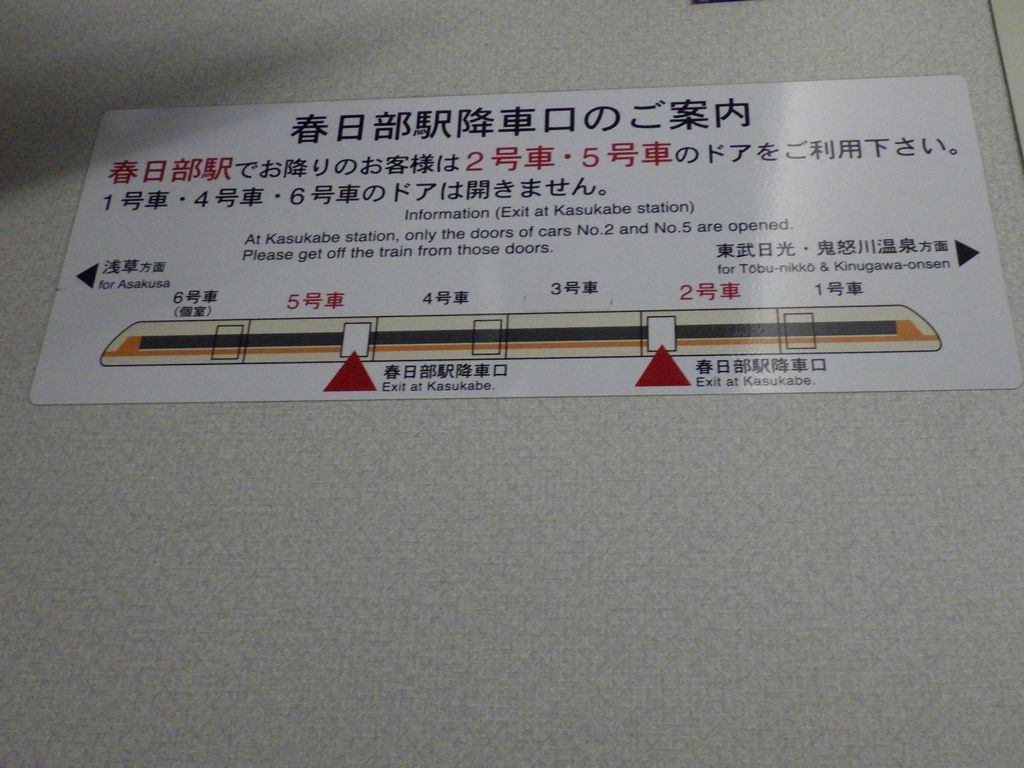 春日部駅降車口のご案内
春日部駅でお降りのお客様は2号車・5号車のドアをご利用下さい。
1号車・4号車・6号車のドアは開きません。
Information (Exit at Kasukabe station)
At Kasukabe station, only the doors of cars No.2 and No.5 are opened.
Please get off the train from those doors.
浅草方面
for Asakusa
東武日光・鬼怒川温泉方面
for Tōbu-nikkō & Kinugawa-onsen
6号車 5号車 4号車 3号車 2号車 1号車
(個室)
春日部駅降車口 春日部駅降車口
Exit at Kasukabe. Exit at Kasukabe.